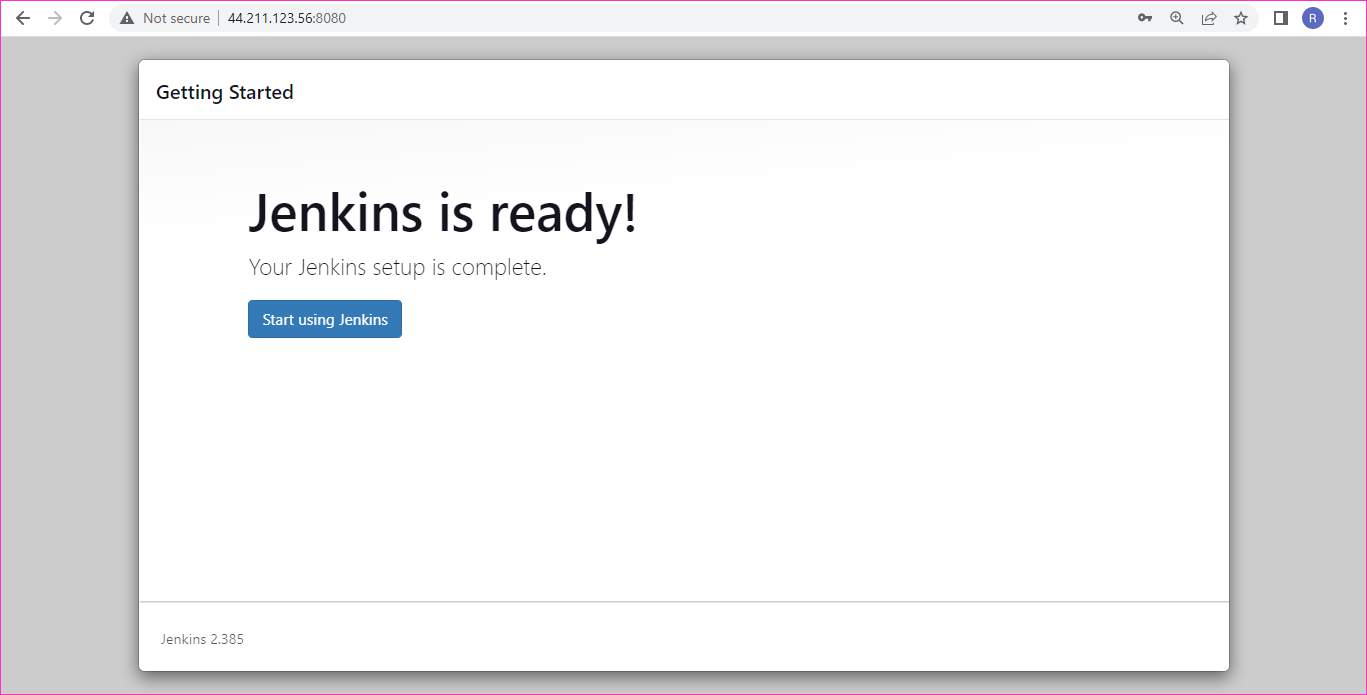 Not secure | 44.211.123.56:8080
R
Getting Started
Jenkins is ready!
Your Jenkins setup is complete.
Start using Jenkins
Jenkins 2.385